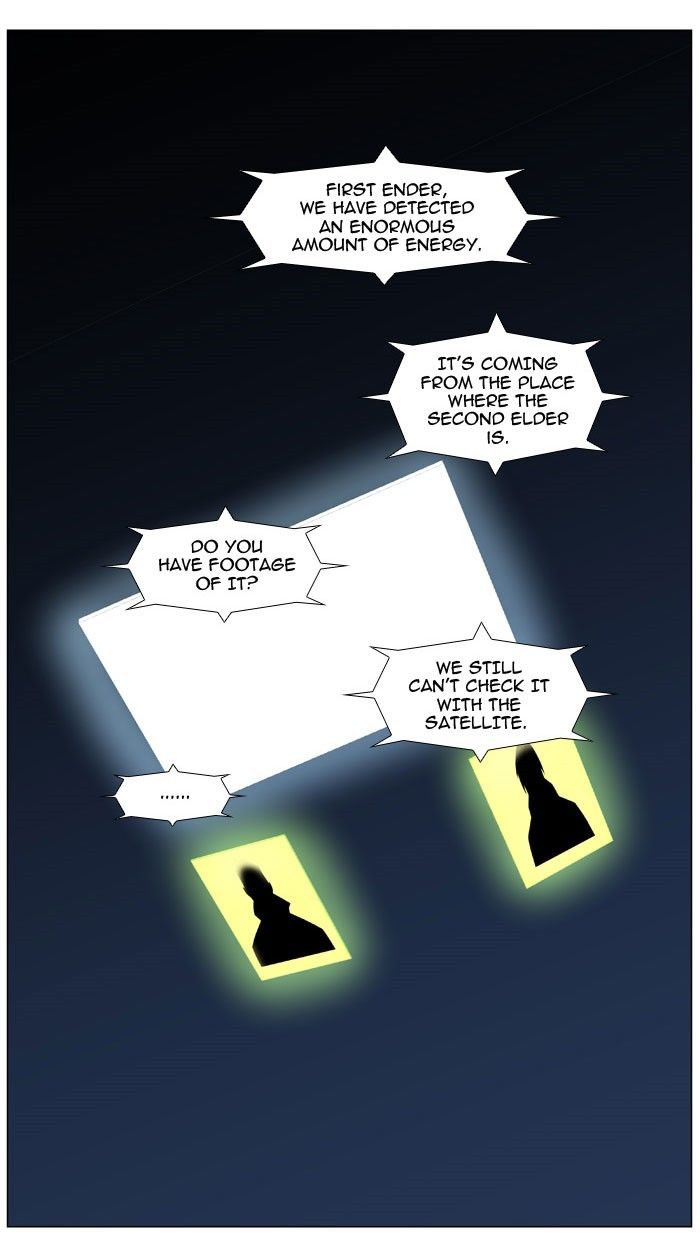 FIRST ENDER,
WE HAVE DETECTED
AN ENORMOUS
AMOUNT OF ENERGY.
IT'S COMING
FROM THE PLACE
WHERE THE
SECOND ELDER
IS.
DO YOU
HAVE FOOTAGE
OF IT?
WE STILL
CAN'T CHECK IT
WITH THE
SATELLITE.
......